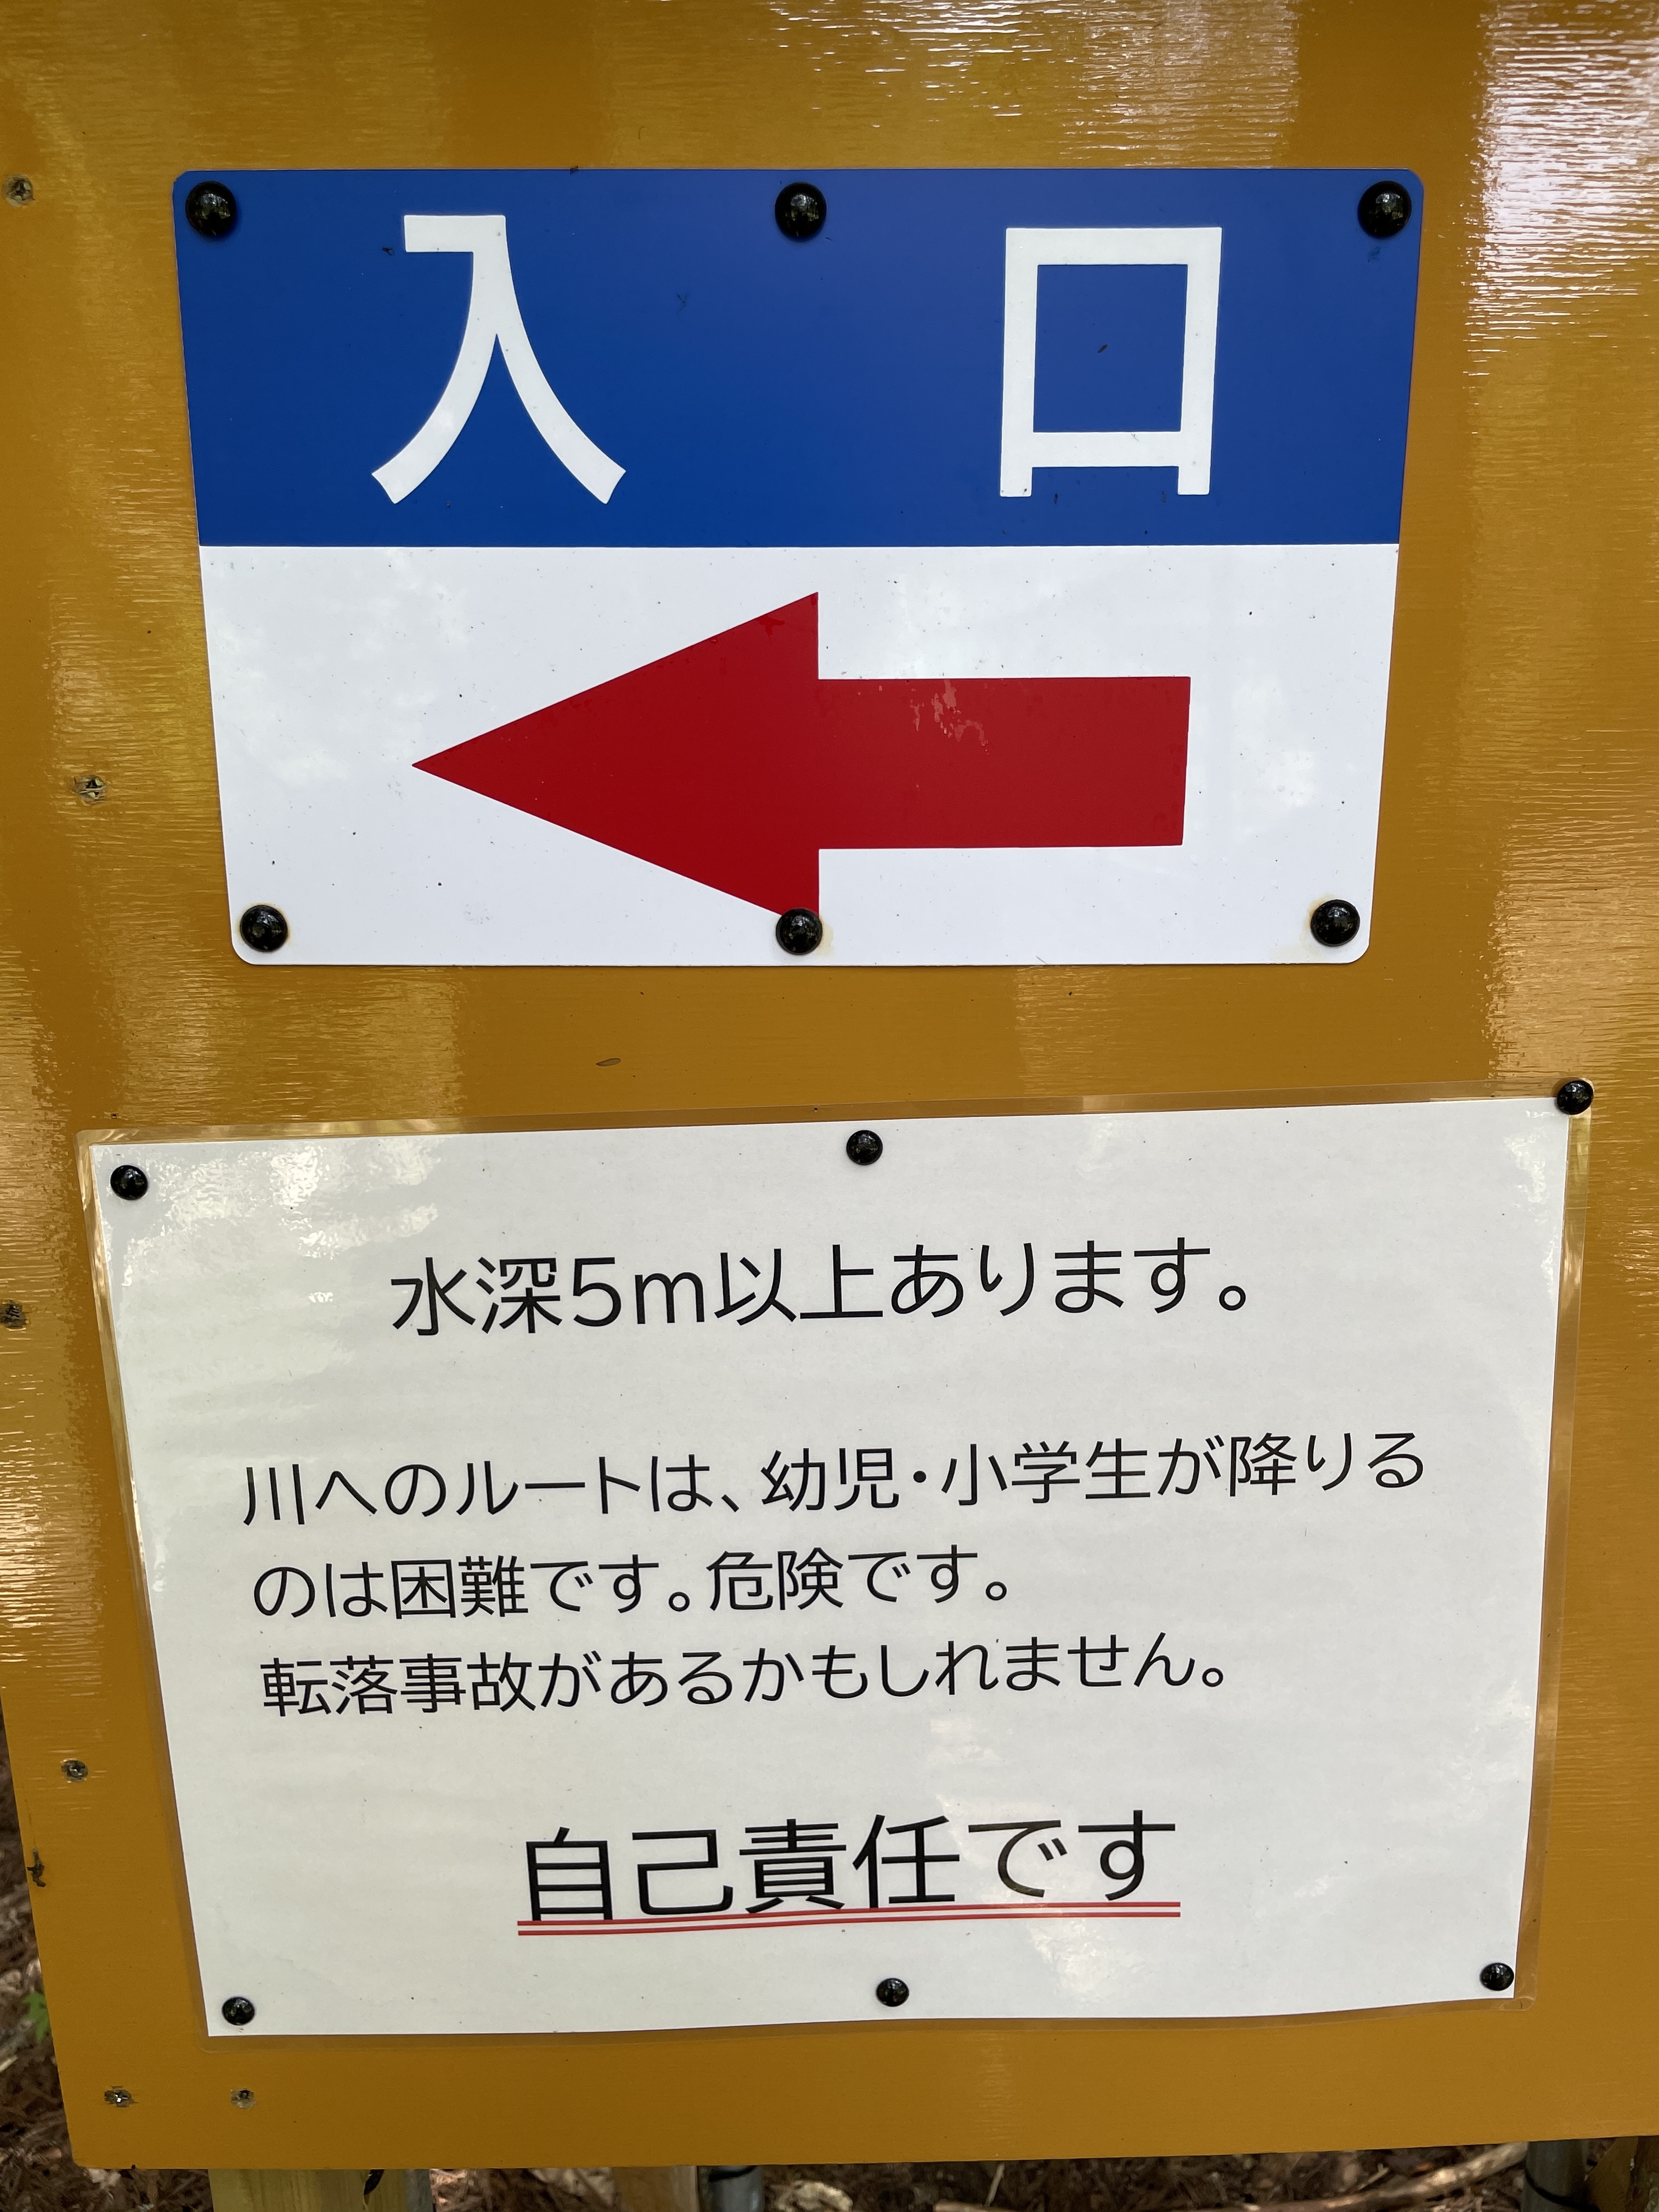 入口
水深5m以上あります。
川へのルートは、幼児・小学生が降りる
のは困難です。危険です。
転落事故があるかもしれません。
自己責任です